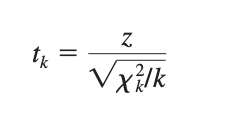 t_k = z / √(χ²_k/k)